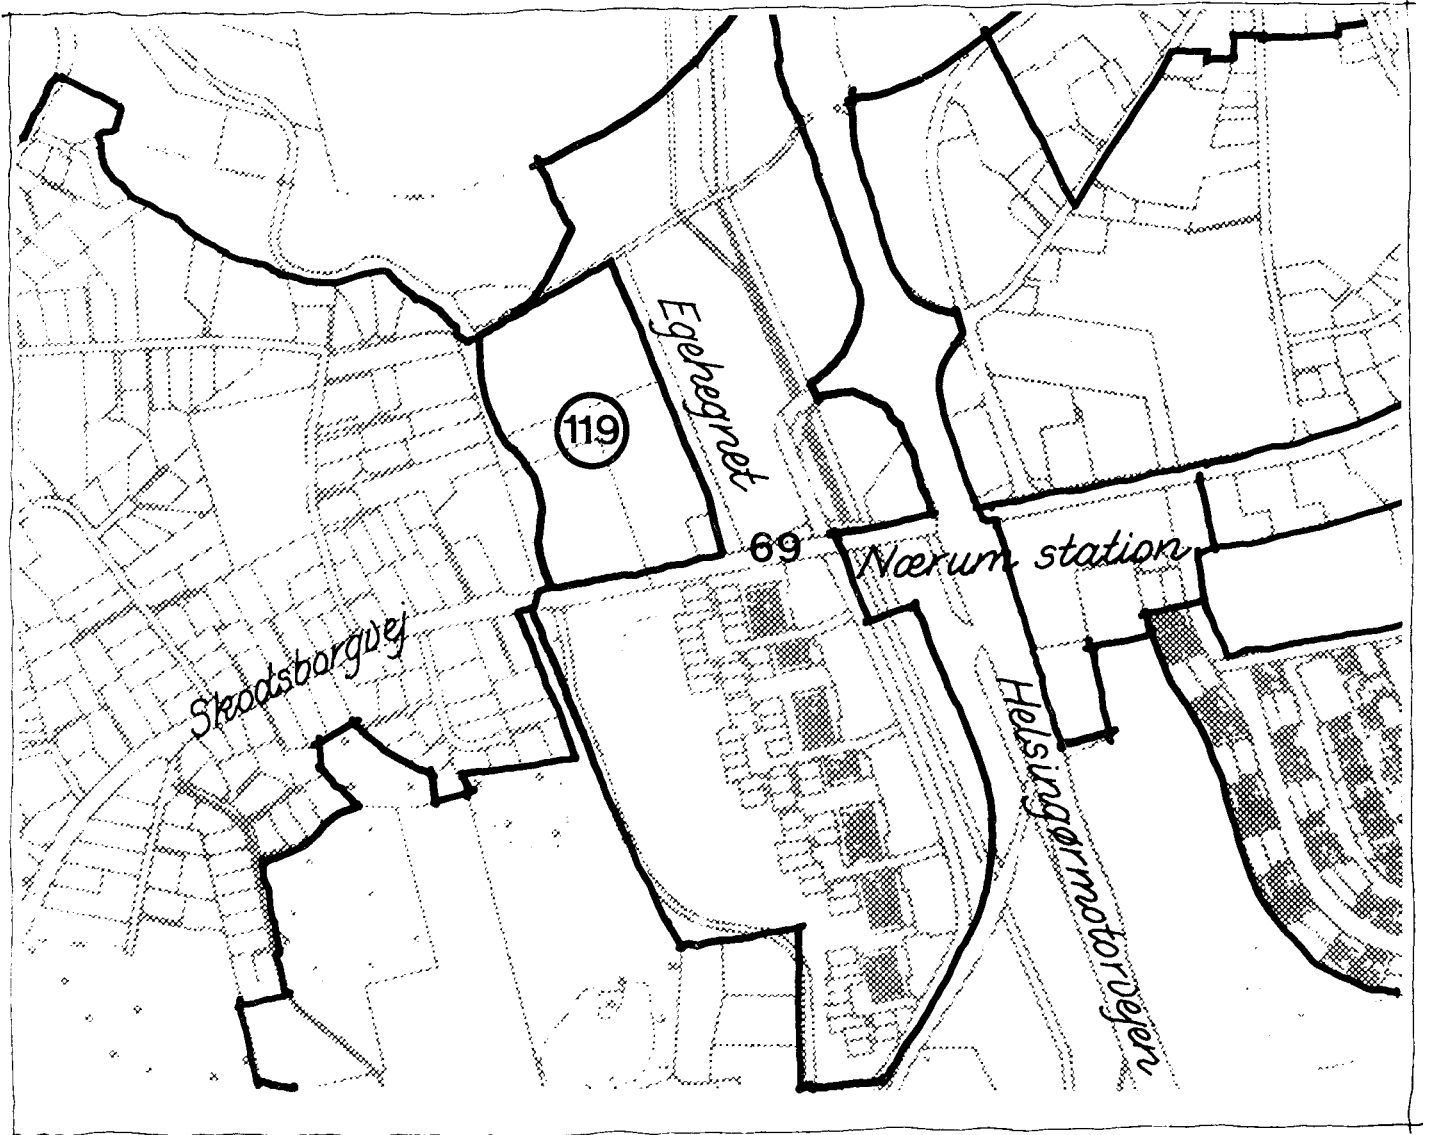 Egehegnet
119
69
Nærum station
Skodsborgvej
Helsingørmotorvejen